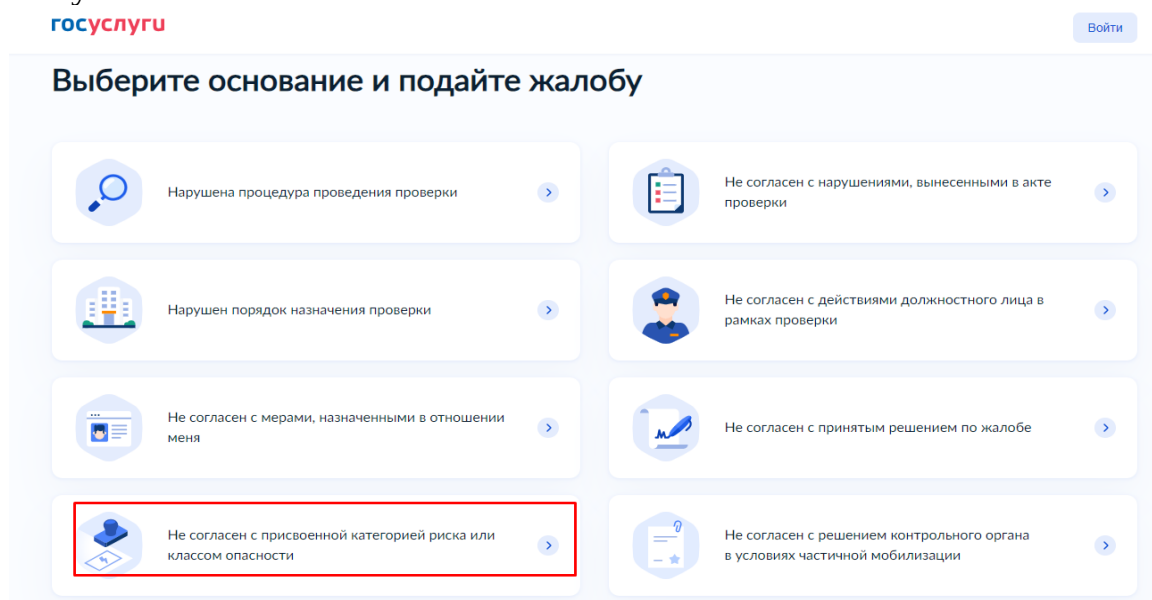 госуслуги
Войти
Выберите основание и подайте жалобу
Нарушена процедура проведения проверки
Не согласен с нарушениями, вынесенными в акте
проверки
Нарушен порядок назначения проверки
Не согласен с действиями должностного лица в
рамках проверки
Не согласен с мерами, назначенными в отношении
меня
Не согласен с принятым решением по жалобе
Не согласен с присвоенной категорией риска или
классом опасности
Не согласен с решением контрольного органа
в условиях частичной мобилизации